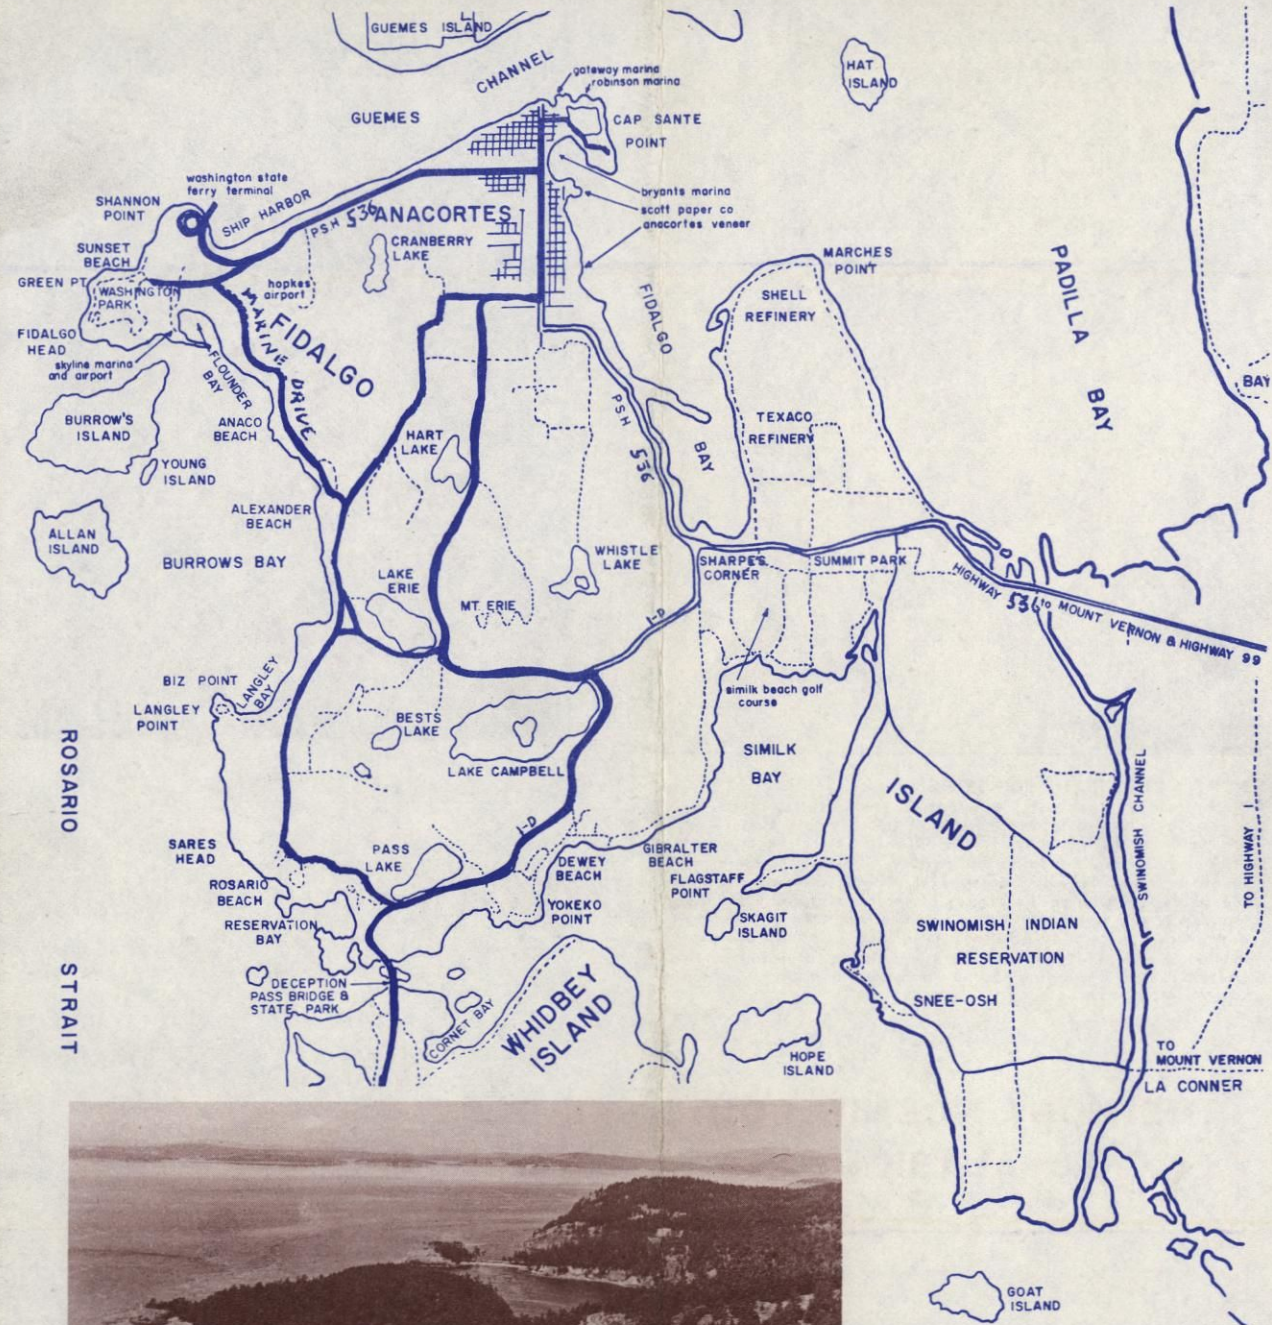 GUEMES ISLAND
HAT
ISLAND
GUEMES CHANNEL
gateway marina
robinson marina
CAP SANTE
POINT
washington state
ferry terminal
SHANNON
POINT
SHIP HARBOR
PSH 536
ANACORTES
bryants marina
scott paper co
anacortes veneer
SUNSET
BEACH
CRANBERRY
LAKE
MARCHES
POINT
GREEN PT
WASHINGTON
PARK
hopkes
airport
SHELL
REFINERY
PADILLA BAY
FIDALGO
HEAD
MARINE DRIVE
FIDALGO
FIDALGO BAY
skyline marina
and airport
FLOUNDER
BAY
BAY
BURROW'S
ISLAND
ANACO
BEACH
HART
LAKE
PSH 536
TEXACO
REFINERY
YOUNG
ISLAND
ALEXANDER
BEACH
ALLAN
ISLAND
BURROWS BAY
WHISTLE
LAKE
SHARPES
CORNER
SUMMIT PARK
LAKE
ERIE
MT. ERIE
1-D
HIGHWAY 536 to MOUNT VERNON & HIGHWAY 99
BIZ POINT
LANGLEY
BAY
LANGLEY
POINT
similk beach golf
course
BESTS
LAKE
SIMILK
BAY
ROSARIO
LAKE CAMPBELL
ISLAND
SWINOMISH CHANNEL
1-D
SARES
HEAD
PASS
LAKE
DEWEY
BEACH
GIBRALTER
BEACH
FLAGSTAFF
POINT
TO HIGHWAY 1
ROSARIO
BEACH
YOKEKO
POINT
RESERVATION
BAY
SKAGIT
ISLAND
SWINOMISH INDIAN
RESERVATION
STRAIT
DECEPTION
PASS BRIDGE &
STATE PARK
CORNET BAY
WHIDBEY
ISLAND
SNEE-OSH
HOPE
ISLAND
TO
MOUNT VERNON
LA CONNER
GOAT
ISLAND